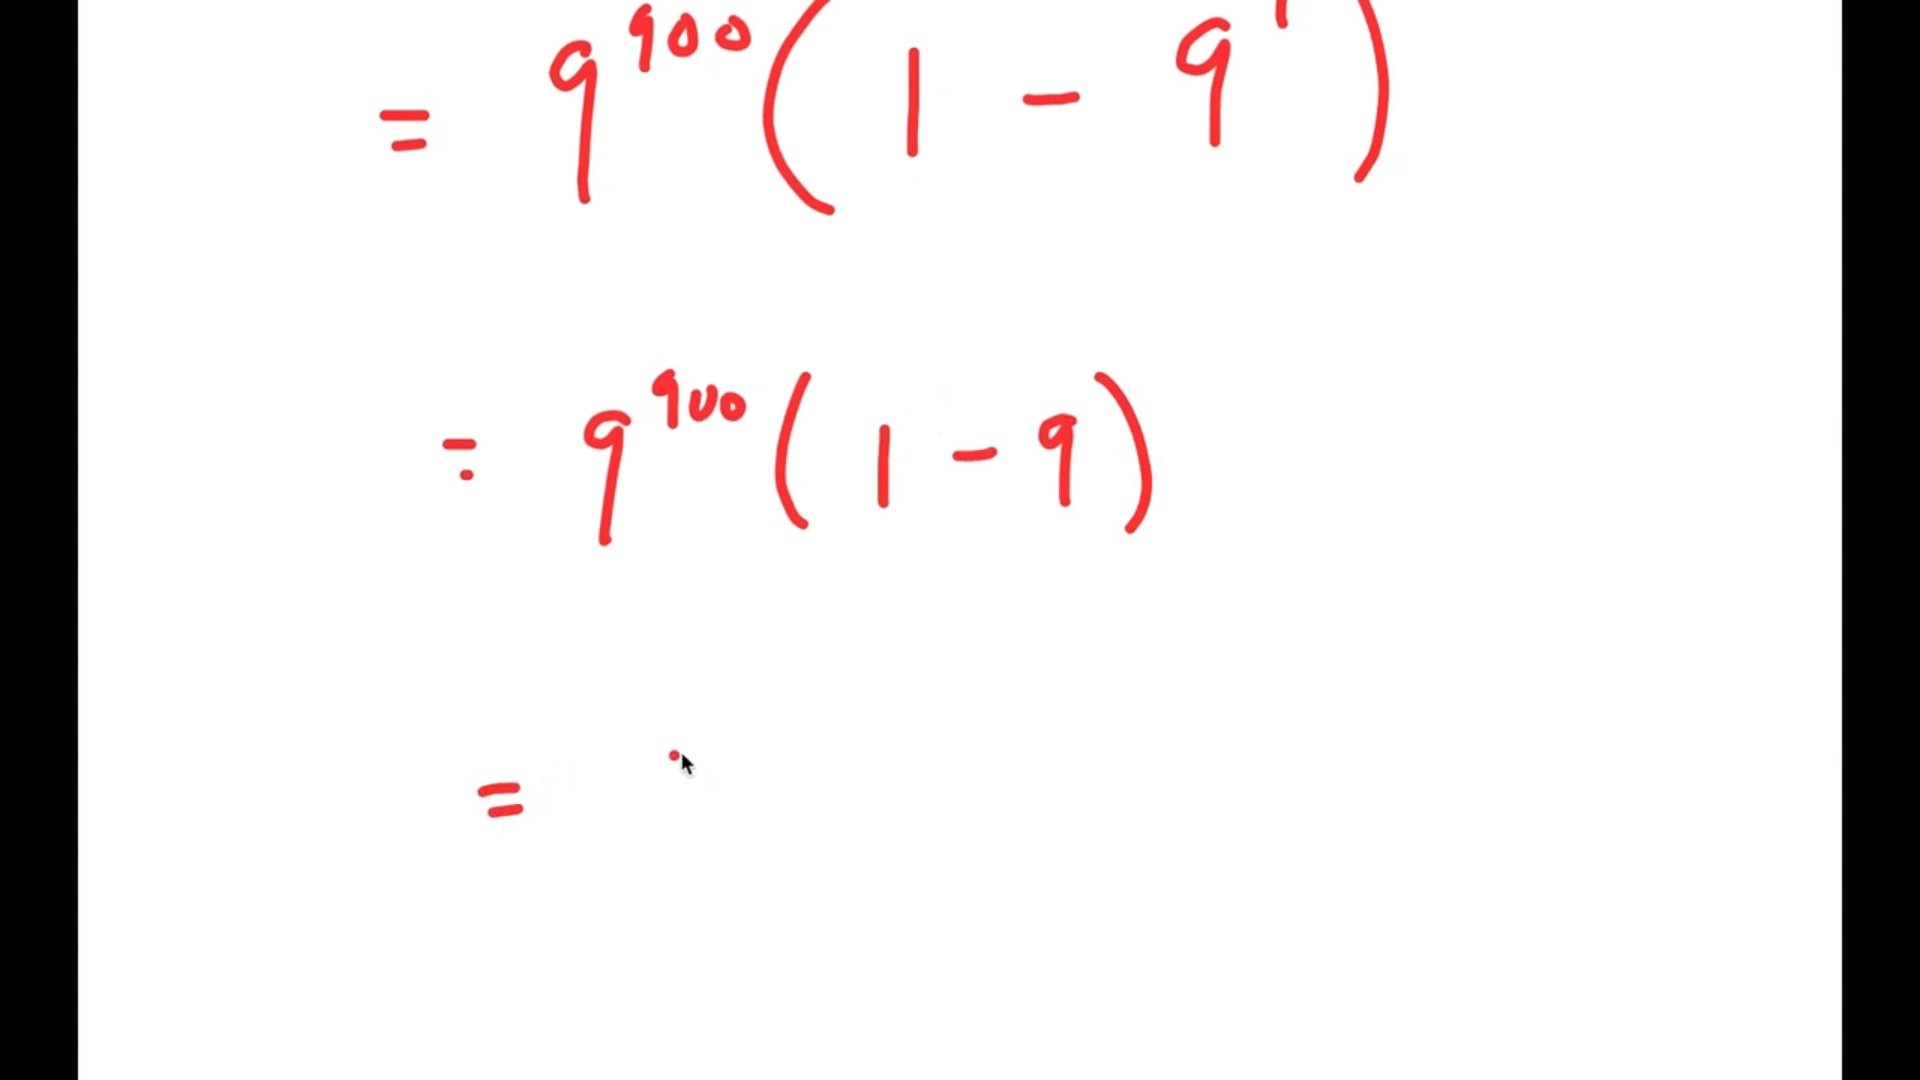 = 9^900 (1 - 9^1)
= 9^900 (1 - 9)
=